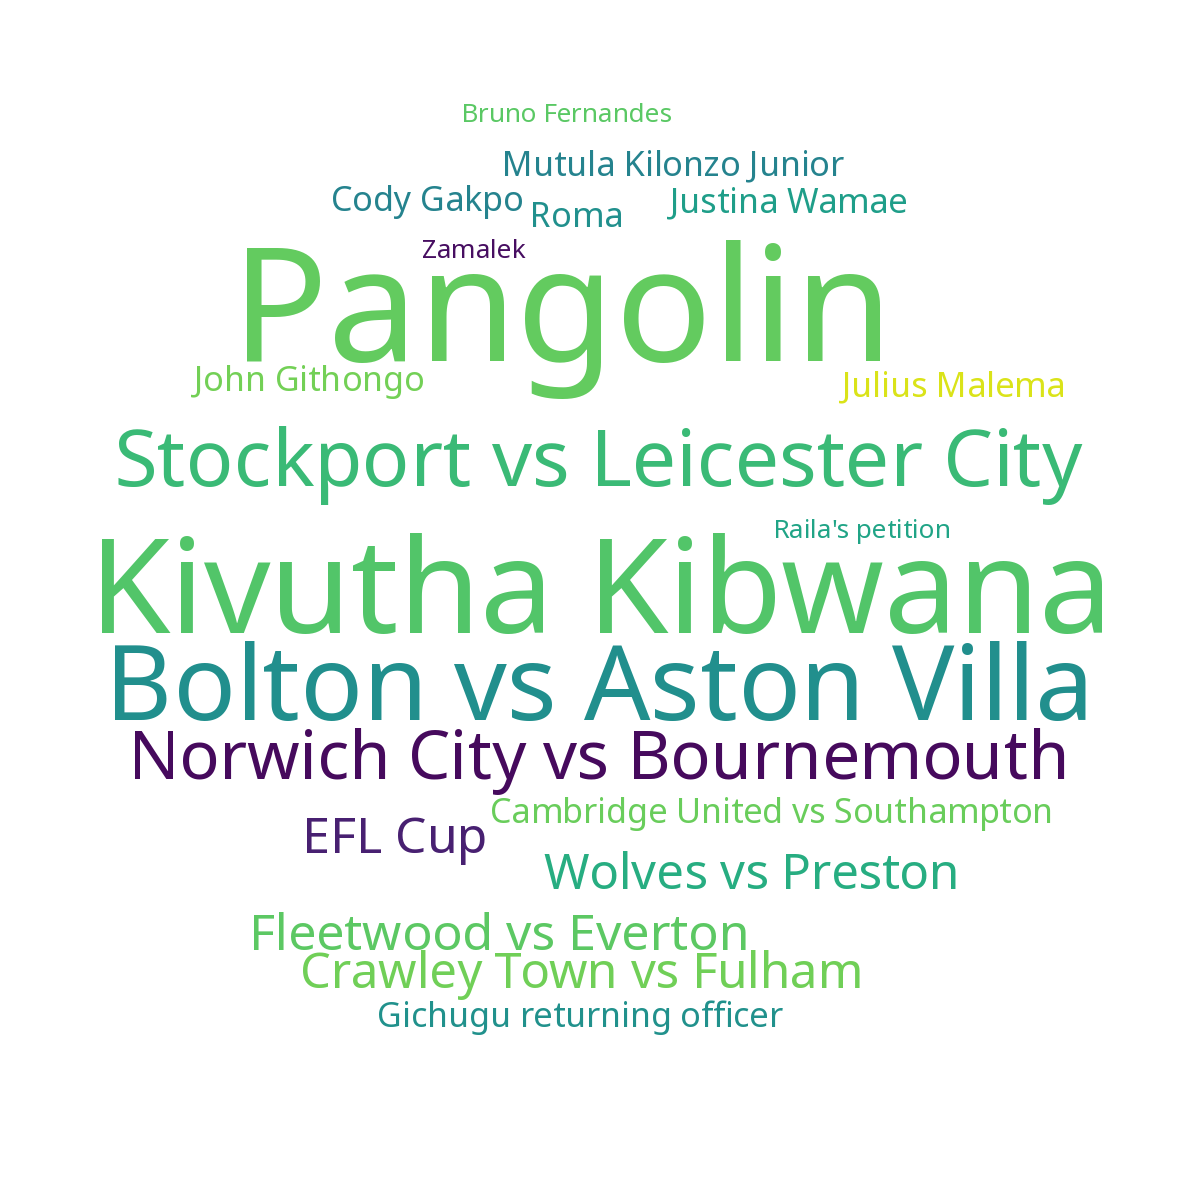 Bruno Fernandes
Mutula Kilonzo Junior
Cody Gakpo
Justina Wamae
Roma
Zamalek
Pangolin
John Githongo
Julius Malema
Stockport vs Leicester City
Raila's petition
Kivutha Kibwana
Bolton vs Aston Villa
Norwich City vs Bournemouth
Cambridge United vs Southampton
EFL Cup
Wolves vs Preston
Fleetwood vs Everton
Crawley Town vs Fulham
Gichugu returning officer